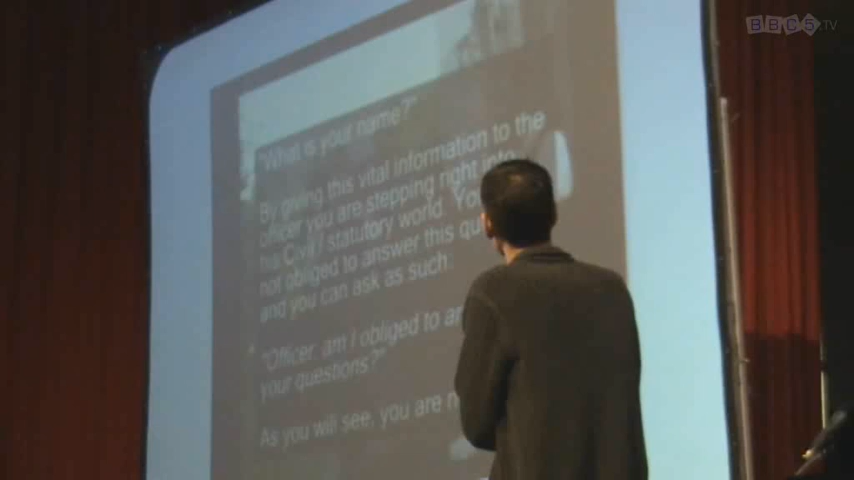 BBC5.TV
"What is your name?"
By giving this vital information to the
officer you are stepping right into
his Civil / statutory world. You
not obliged to answer this
and you can ask as such.
"Officer, am I obliged to
your questions?"
As you will see, you are